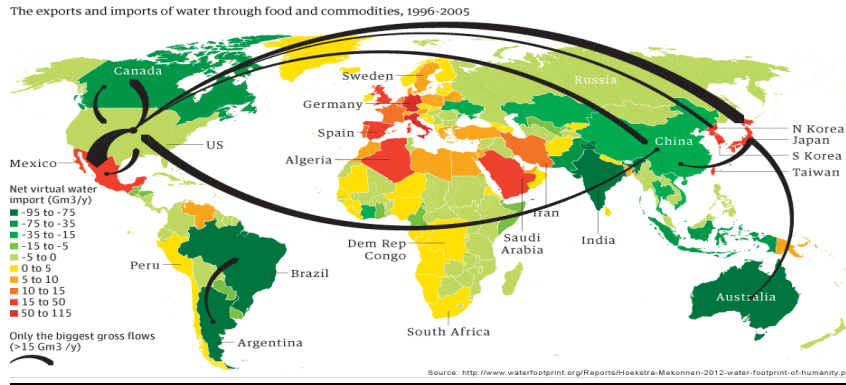 The exports and imports of water through food and commodities, 1996-2005
Canada
Sweden
Russia
Germany
Spain
US
China
N Korea
Japan
S Korea
Taiwan
Mexico
Algeria
Net virtual water
import (Gm3/y)
-95 to -75
-75 to -35
-35 to -15
-15 to -5
-5 to 0
0 to 5
5 to 10
10 to 15
15 to 50
50 to 115
Iran
Dem Rep
Congo
Saudi
Arabia
India
Peru
Brazil
Australia
Only the biggest gross flows
(>15 Gm3 /y)
Argentina
South Africa
Source: http://www.waterfootprint.org/Reports/Hoekstra-Mekonnen-2012-water-footprint-of-humanity.p